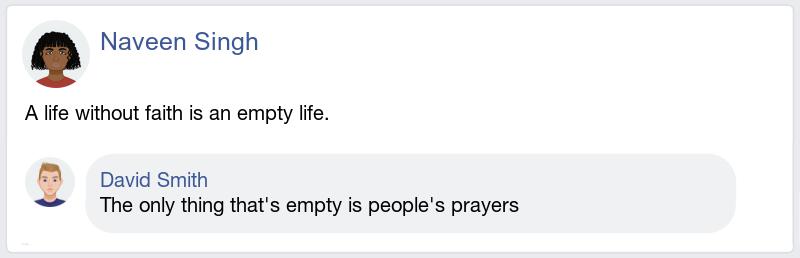 Naveen Singh
A life without faith is an empty life.
David Smith
The only thing that's empty is people's prayers